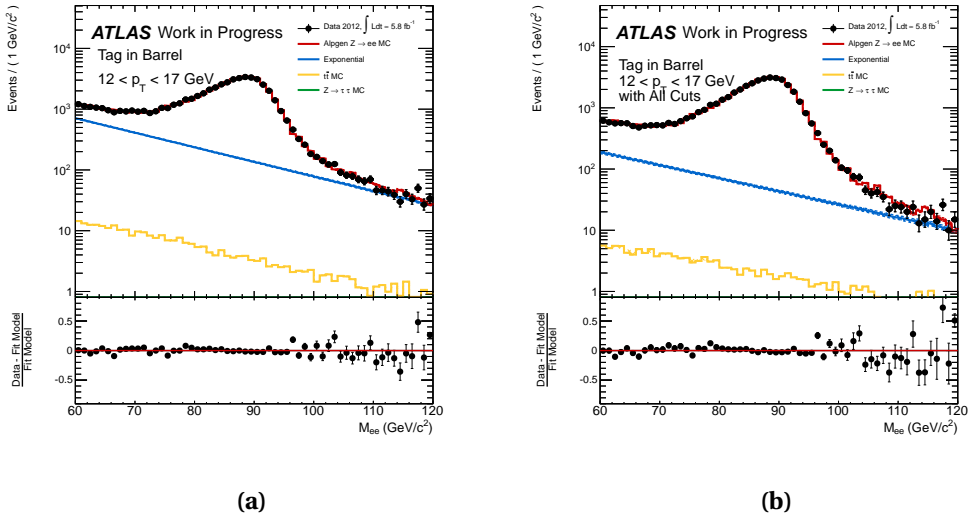 Events / ( 1 GeV/c² )
10⁴
10³
10²
10
1
ATLAS Work in Progress
Tag in Barrel
12 < p_T < 17 GeV
Data 2012, ∫ Ldt = 5.8 fb⁻¹
Alpgen Z → ee MC
Exponential
tt̄ MC
Z → τ τ MC
Data - Fit Model
Fit Model
0.5
0
-0.5
60 70 80 90 100 110 120
M_ee (GeV/c²)
(a)
Events / ( 1 GeV/c² )
10⁴
10³
10²
10
1
ATLAS Work in Progress
Tag in Barrel
12 < p_T < 17 GeV
with All Cuts
Data 2012, ∫ Ldt = 5.8 fb⁻¹
Alpgen Z → ee MC
Exponential
tt̄ MC
Z → τ τ MC
Data - Fit Model
Fit Model
0.5
0
-0.5
60 70 80 90 100 110 120
M_ee (GeV/c²)
(b)